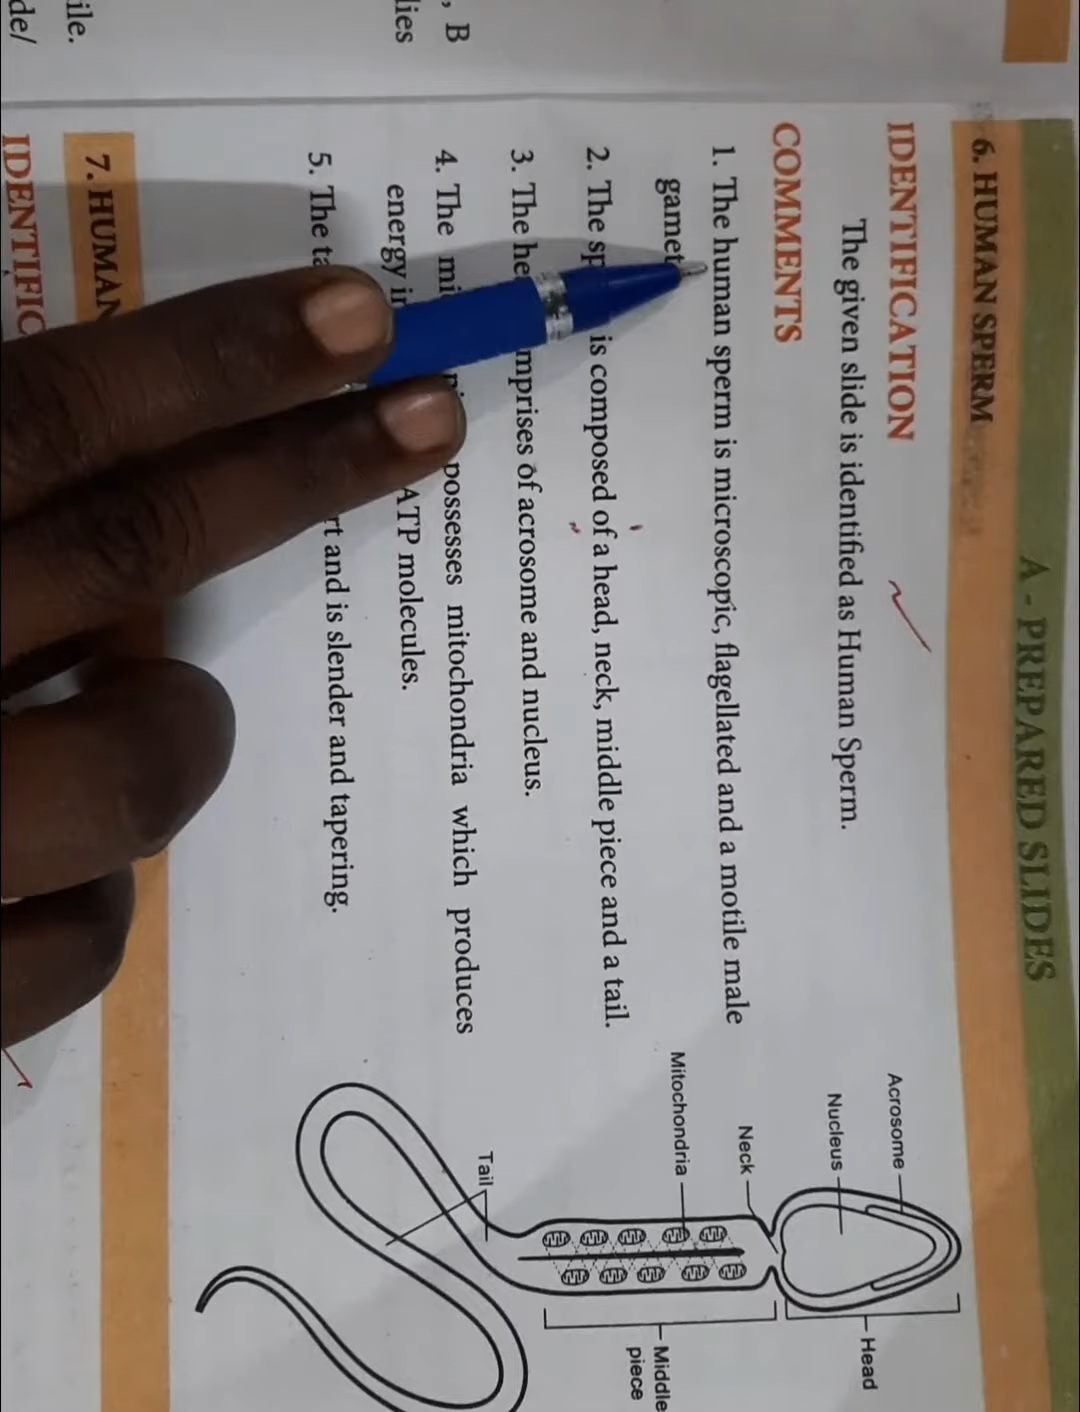 A - PREPARED SLIDES
6. HUMAN SPERM
IDENTIFICATION
The given slide is identified as Human Sperm.
COMMENTS
1. The human sperm is microscopic, flagellated and a motile male
gamet
2. The sp is composed of a head, neck, middle piece and a tail.
3. The he mprises of acrosome and nucleus.
4. The mi possesses mitochondria which produces
energy in ATP molecules.
5. The ta rt and is slender and tapering.
Acrosome
Nucleus
Head
Neck
Mitochondria
Middle
piece
Tail
7. HUMAN
IDENTIFIC
, B
lies
ile.
de/